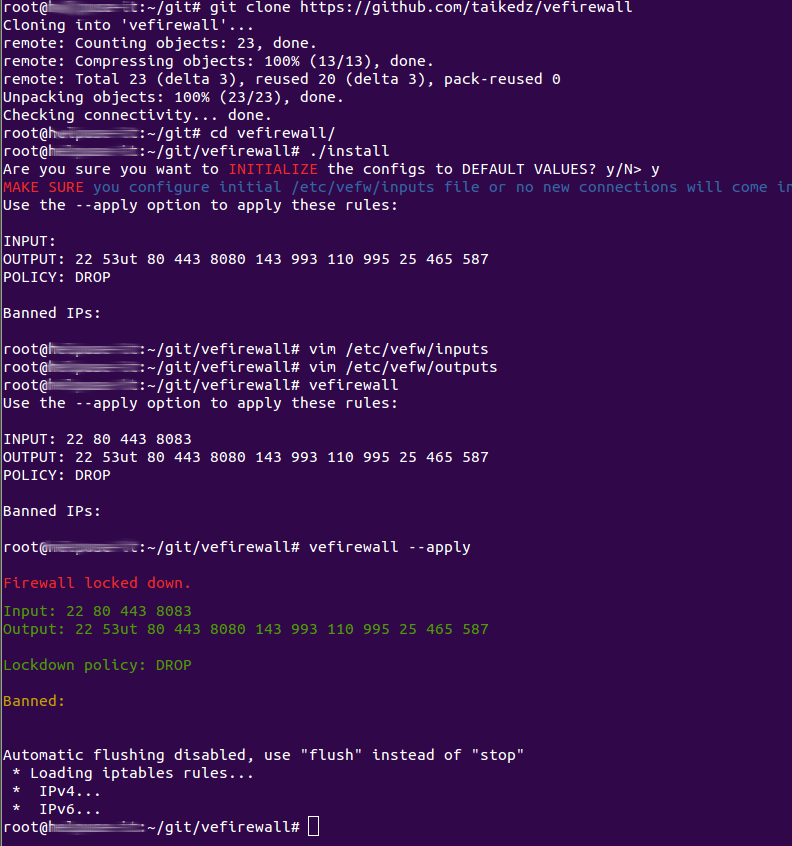 root@:~/git# git clone https://github.com/taikedz/vefirewall
Cloning into 'vefirewall'...
remote: Counting objects: 23, done.
remote: Compressing objects: 100% (13/13), done.
remote: Total 23 (delta 3), reused 20 (delta 3), pack-reused 0
Unpacking objects: 100% (23/23), done.
Checking connectivity... done.
root@:~/git# cd vefirewall/
root@:~/git/vefirewall# ./install
Are you sure you want to INITIALIZE the configs to DEFAULT VALUES? y/N> y
MAKE SURE you configure initial /etc/vefw/inputs file or no new connections will come in
Use the --apply option to apply these rules:
INPUT:
OUTPUT: 22 53ut 80 443 8080 143 993 110 995 25 465 587
POLICY: DROP
Banned IPs:
root@:~/git/vefirewall# vim /etc/vefw/inputs
root@:~/git/vefirewall# vim /etc/vefw/outputs
root@:~/git/vefirewall# vefirewall
Use the --apply option to apply these rules:
INPUT: 22 80 443 8083
OUTPUT: 22 53ut 80 443 8080 143 993 110 995 25 465 587
POLICY: DROP
Banned IPs:
root@:~/git/vefirewall# vefirewall --apply
Firewall locked down.
Input: 22 80 443 8083
Output: 22 53ut 80 443 8080 143 993 110 995 25 465 587
Lockdown policy: DROP
Banned:
Automatic flushing disabled, use "flush" instead of "stop"
* Loading iptables rules...
*  IPv4...
*  IPv6...
root@:~/git/vefirewall#